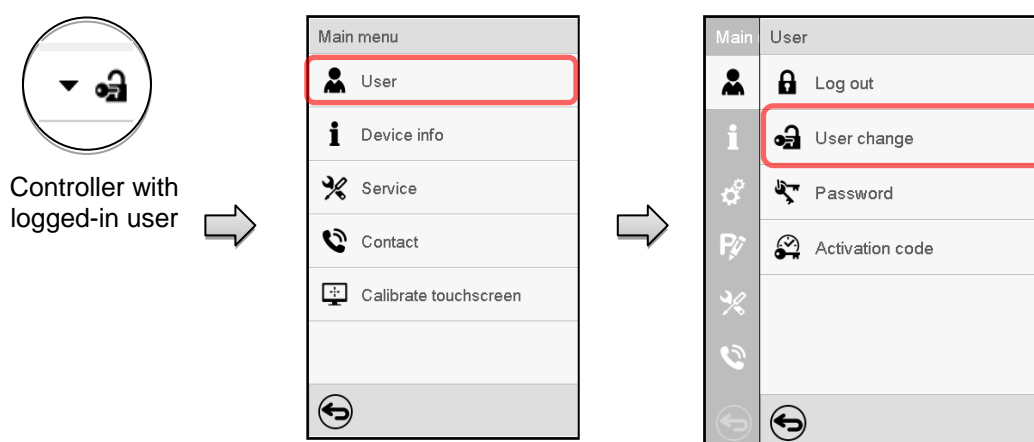 Controller with
logged-in user
Main menu
User
Device info
Service
Contact
Calibrate touchscreen
Main
User
Log out
User change
Password
Activation code